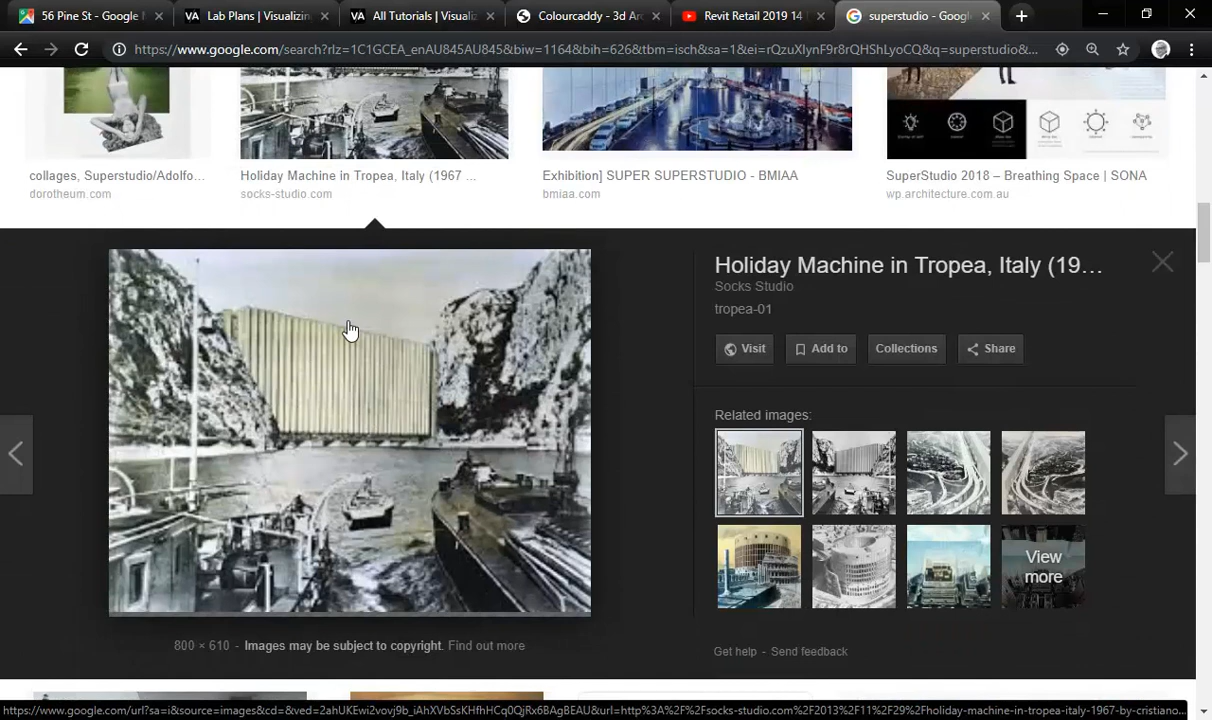 56 Pine St - Google
Lab Plans | Visualizing
All Tutorials | Visualiz
Colourcaddy - 3d Ar
Revit Retail 2019 14
superstudio - Google
https://www.google.com/search?rlz=1C1GCEA_enAU845AU845&biw=1164&bih=626&tbm=isch&sa=1&ei=rQzuXIynF9r8rQHShLyoCQ&q=superstudio&...
collages, Superstudio/Adolfo...
dorotheum.com
Holiday Machine in Tropea, Italy (1967 ...
socks-studio.com
Exhibition] SUPER SUPERSTUDIO - BMIAA
bmiaa.com
SuperStudio 2018 – Breathing Space | SONA
wp.architecture.com.au
Holiday Machine in Tropea, Italy (19...
Socks Studio
tropea-01
Visit
Add to
Collections
Share
Related images:
View
more
800 × 610 - Images may be subject to copyright. Find out more
Get help - Send feedback
https://www.google.com/url?sa=i&source=images&cd=&ved=2ahUKEwi2vovj9b_iAhXVbSsKHfhHCq0QjRx6BAgBEAU&url=http%3A%2F%2Fsocks-studio.com%2F2013%2F11%2F29%2Fholiday-machine-in-tropea-italy-1967-by-cristiano...